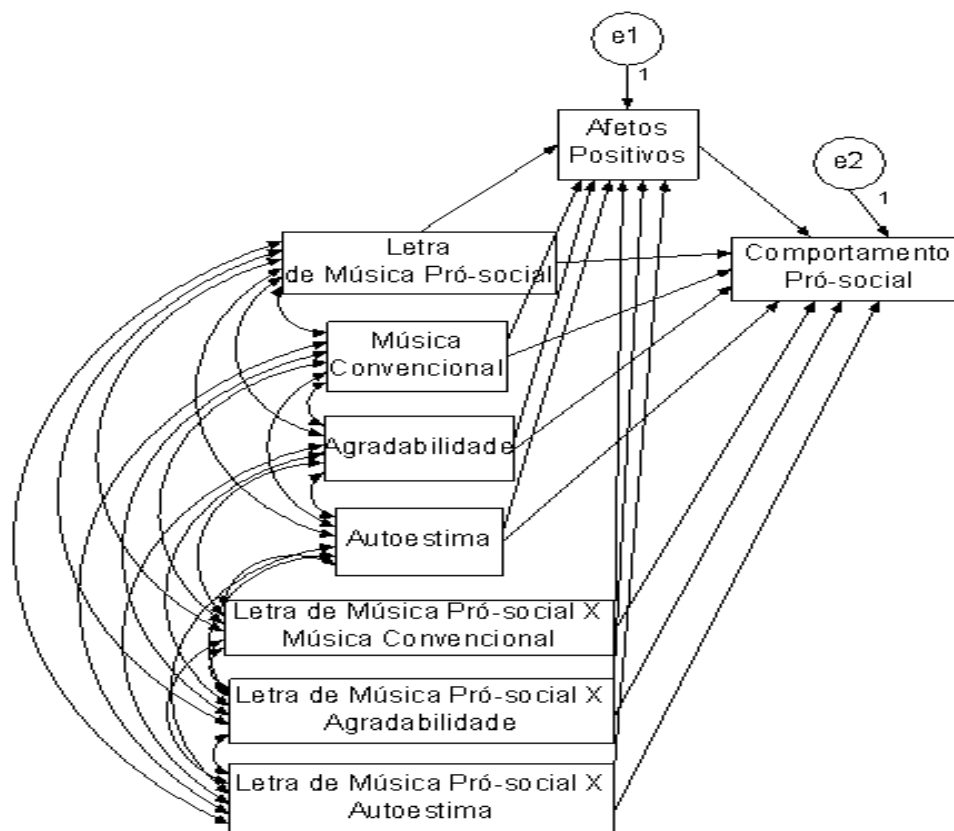 e1
1
Afetos
Positivos
e2
1
Comportamento
Pró-social
Letra
de Música Pró-social
Música
Convencional
Agradabilidade
Autoestima
Letra de Música Pró-social X
Música Convencional
Letra de Música Pró-social X
Agradabilidade
Letra de Música Pró-social X
Autoestima